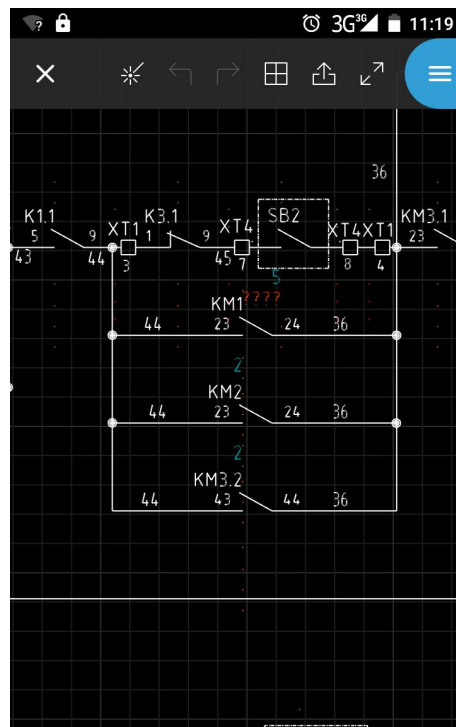 ? 3G 3G 11:19
36
K1.1 XT1 K3.1 XT4 SB2 XT4 XT1 KM3.1
5 9 1 9 23
43 44 3 45 7 8 4
5
????
KM1
44 23 24 36
2
KM2
44 23 24 36
2
KM3.2
44 43 44 36